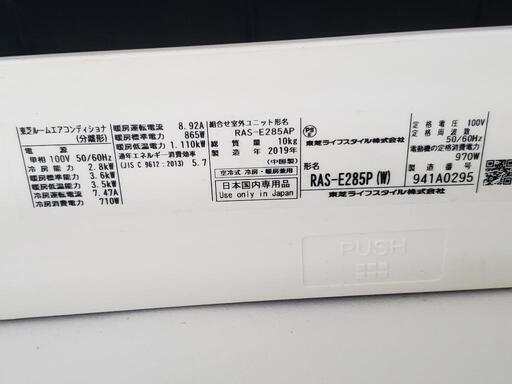 東芝ルームエアコンディショナ
(分離形)
電源
単相 100V 50/60Hz
冷房能力 2.8kW
暖房能力 3.6kW
暖房低温能力 3.5kW
冷房運転電流 7.47A
冷房消費電力 710W
暖房運転電流 8.92A
暖房標準電力 865W
暖房低温電力 1.110kW
通年エネルギー消費効率
(JIS C 9612:2013) 5.7
組合せ室外ユニット形名
RAS-E285AP
総質量 10kg
製造年 2019年
(中国製)
空冷式 冷房・暖房兼用
日本国内専用品
Use only in Japan
PS
E
東芝ライフスタイル株式会社
形名
RAS-E285P(W)
東芝ライフスタイル株式会社
定格電圧 100V
定格周波数
50/60Hz
電動機の定格消費電力
970W
製造番号
941A0295
PUSH